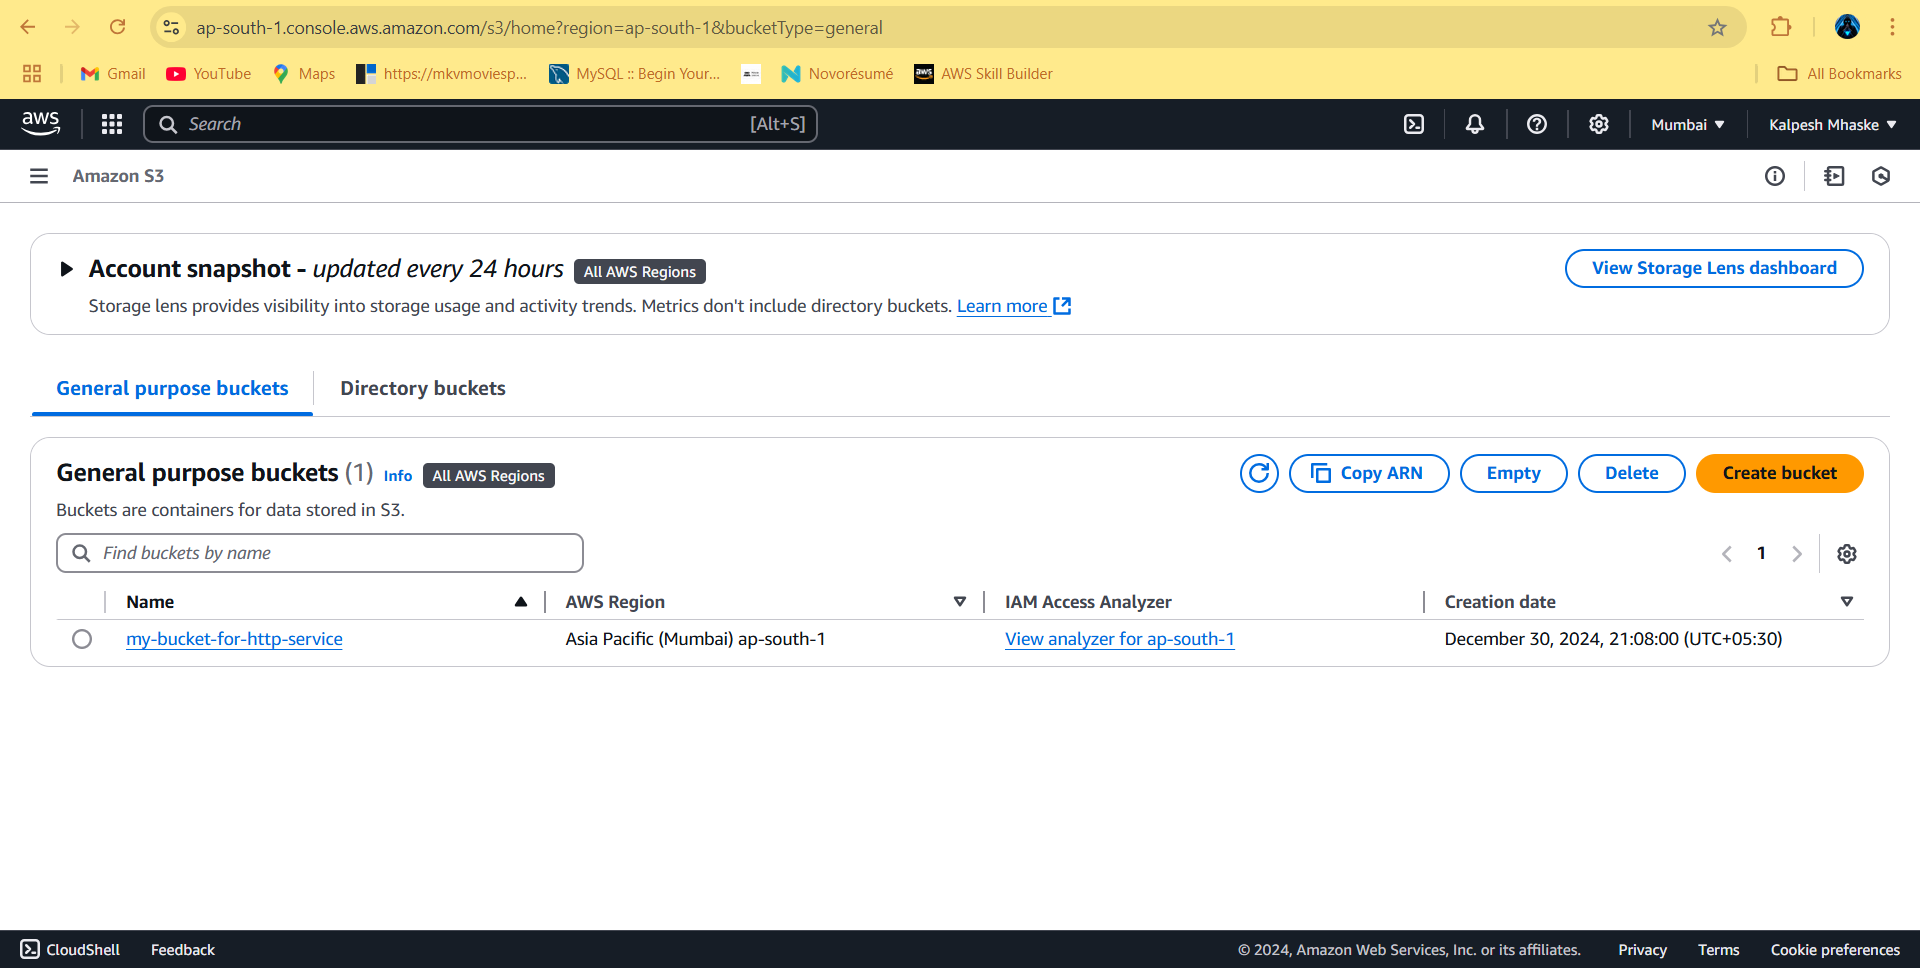 ap-south-1.console.aws.amazon.com/s3/home?region=ap-south-1&bucketType=general
Gmail YouTube Maps https://mkvmoviesp... MySQL :: Begin Your... Novorésumé aws AWS Skill Builder All Bookmarks
aws Search [Alt+S] Mumbai Kalpesh Mhaske
Amazon S3
Account snapshot - updated every 24 hours All AWS Regions View Storage Lens dashboard
Storage lens provides visibility into storage usage and activity trends. Metrics don't include directory buckets. Learn more
General purpose buckets Directory buckets
General purpose buckets (1) Info All AWS Regions Copy ARN Empty Delete Create bucket
Buckets are containers for data stored in S3.
Find buckets by name 1
Name AWS Region IAM Access Analyzer Creation date
my-bucket-for-http-service Asia Pacific (Mumbai) ap-south-1 View analyzer for ap-south-1 December 30, 2024, 21:08:00 (UTC+05:30)
CloudShell Feedback © 2024, Amazon Web Services, Inc. or its affiliates. Privacy Terms Cookie preferences